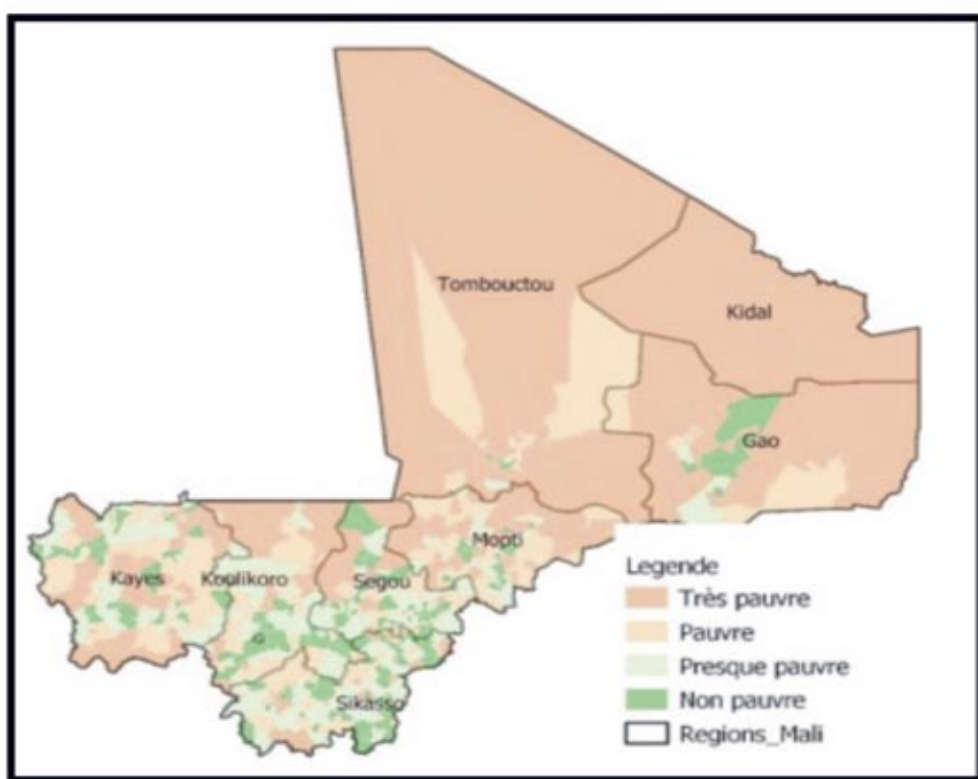 Tombouctou
Kidal
Gao
Mopti
Kayes
Koulikoro
Segou
Sikasso
Legende
Très pauvre
Pauvre
Presque pauvre
Non pauvre
Regions_Mali